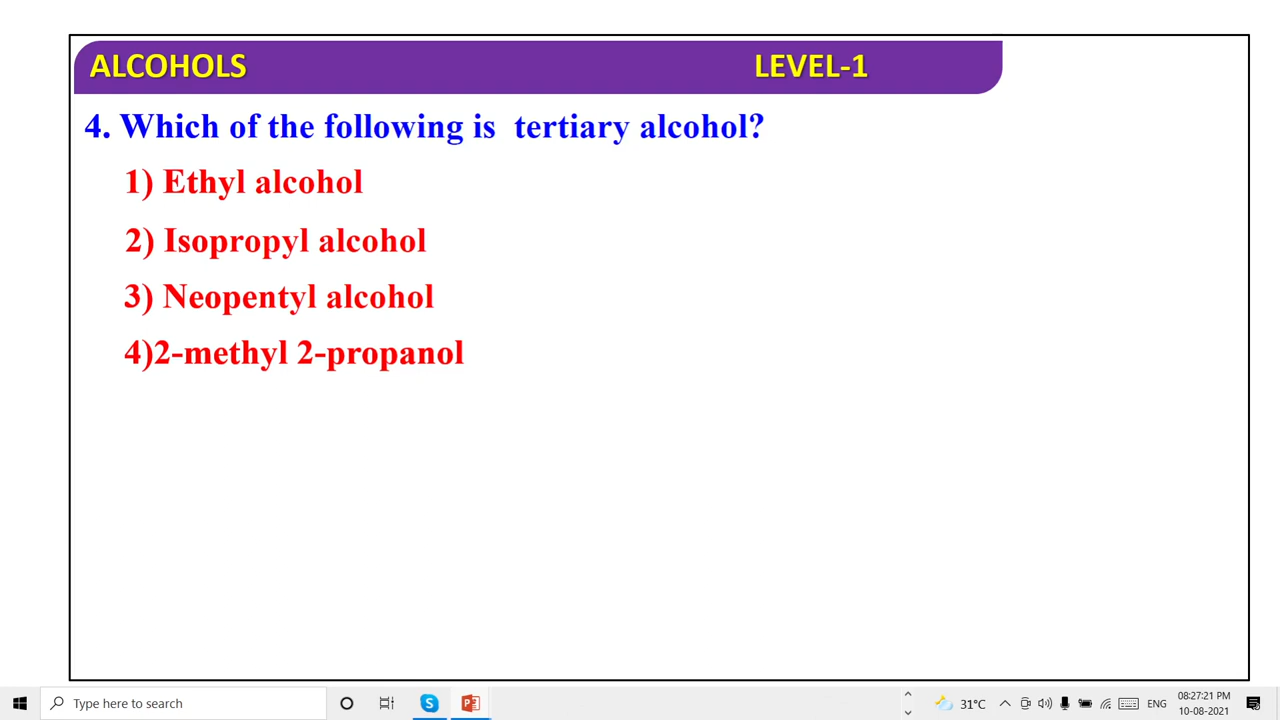 ALCOHOLS LEVEL-1
4. Which of the following is tertiary alcohol?
1) Ethyl alcohol
2) Isopropyl alcohol
3) Neopentyl alcohol
4)2-methyl 2-propanol
Type here to search
31°C
ENG
08:27:21 PM
10-08-2021